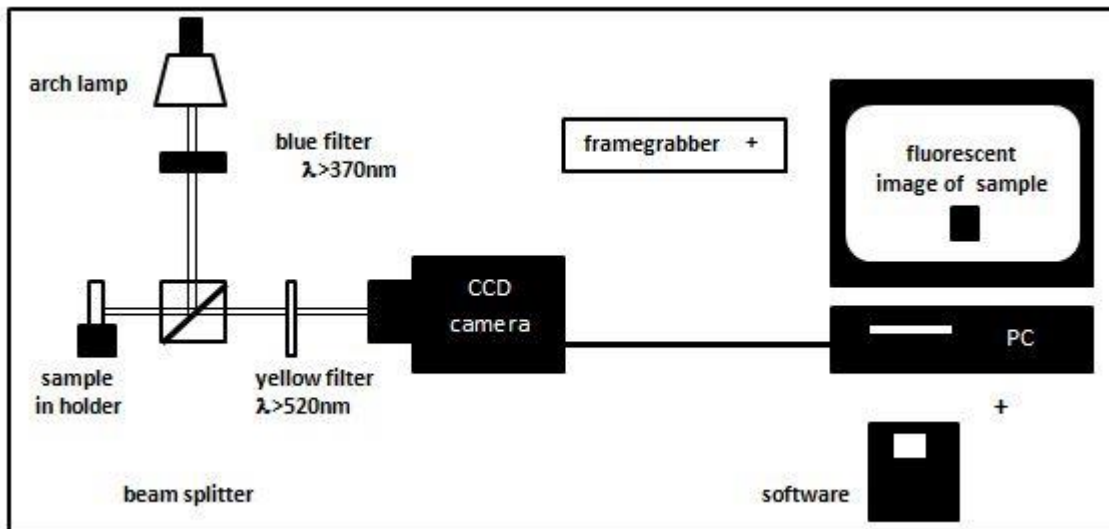 arch lamp
blue filter
λ>370nm
framegrabber +
fluorescent
image of sample
CCD
camera
PC
sample
in holder
yellow filter
λ>520nm
+
beam splitter
software